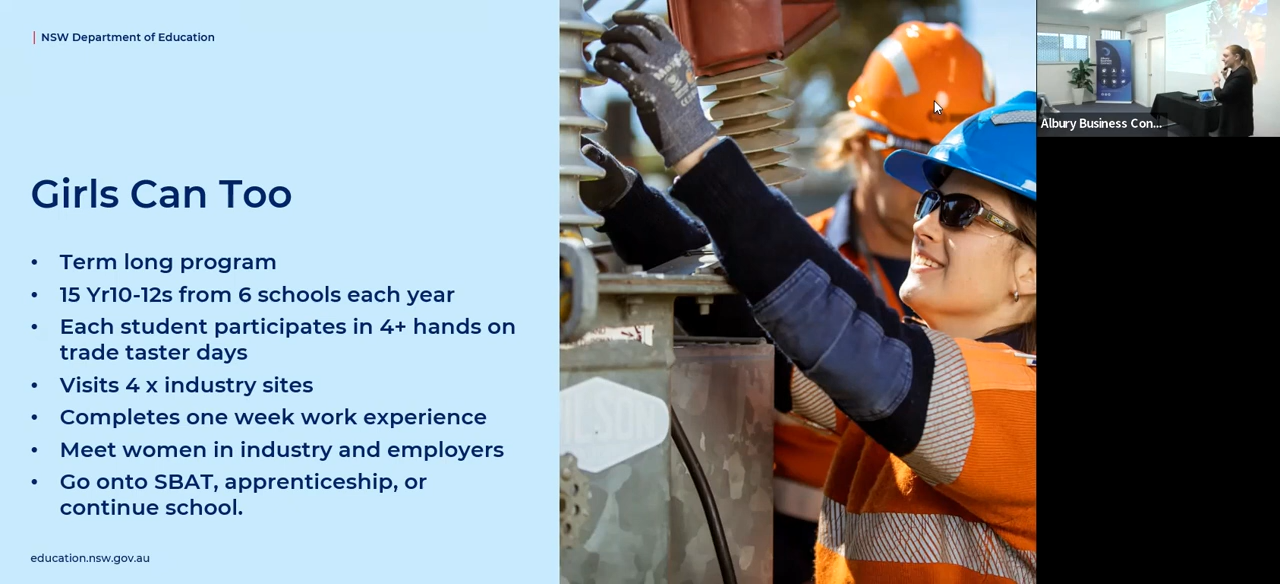 NSW Department of Education
Girls Can Too
• Term long program
• 15 Yr10-12s from 6 schools each year
• Each student participates in 4+ hands on
trade taster days
• Visits 4 x industry sites
• Completes one week work experience
• Meet women in industry and employers
• Go onto SBAT, apprenticeship, or
continue school.
education.nsw.gov.au
WILSON
Albury Business Con...